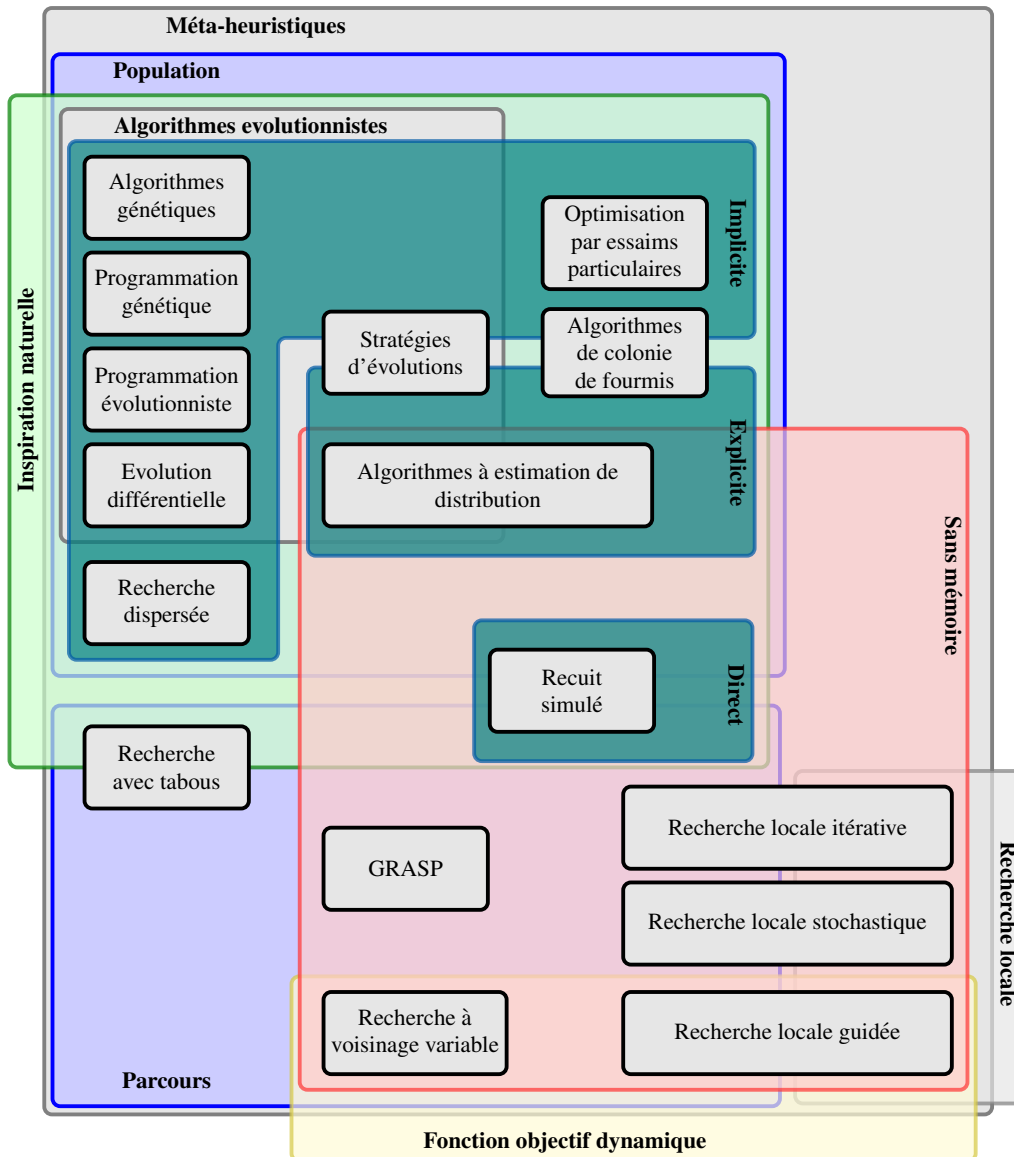 Méta-heuristiques
Population
Algorithmes evolutionnistes
Algorithmes
génétiques
Optimisation
par essaims
particulaires
Implicite
Programmation
génétique
Inspiration naturelle
Stratégies
d'évolutions
Algorithmes
de colonie
de fourmis
Programmation
évolutionniste
Explicite
Evolution
différentielle
Algorithmes à estimation de
distribution
Sans mémoire
Recherche
dispersée
Recuit
simulé
Direct
Recherche
avec tabous
Recherche locale itérative
GRASP
Recherche locale stochastique
Recherche locale
Recherche à
voisinage variable
Recherche locale guidée
Parcours
Fonction objectif dynamique